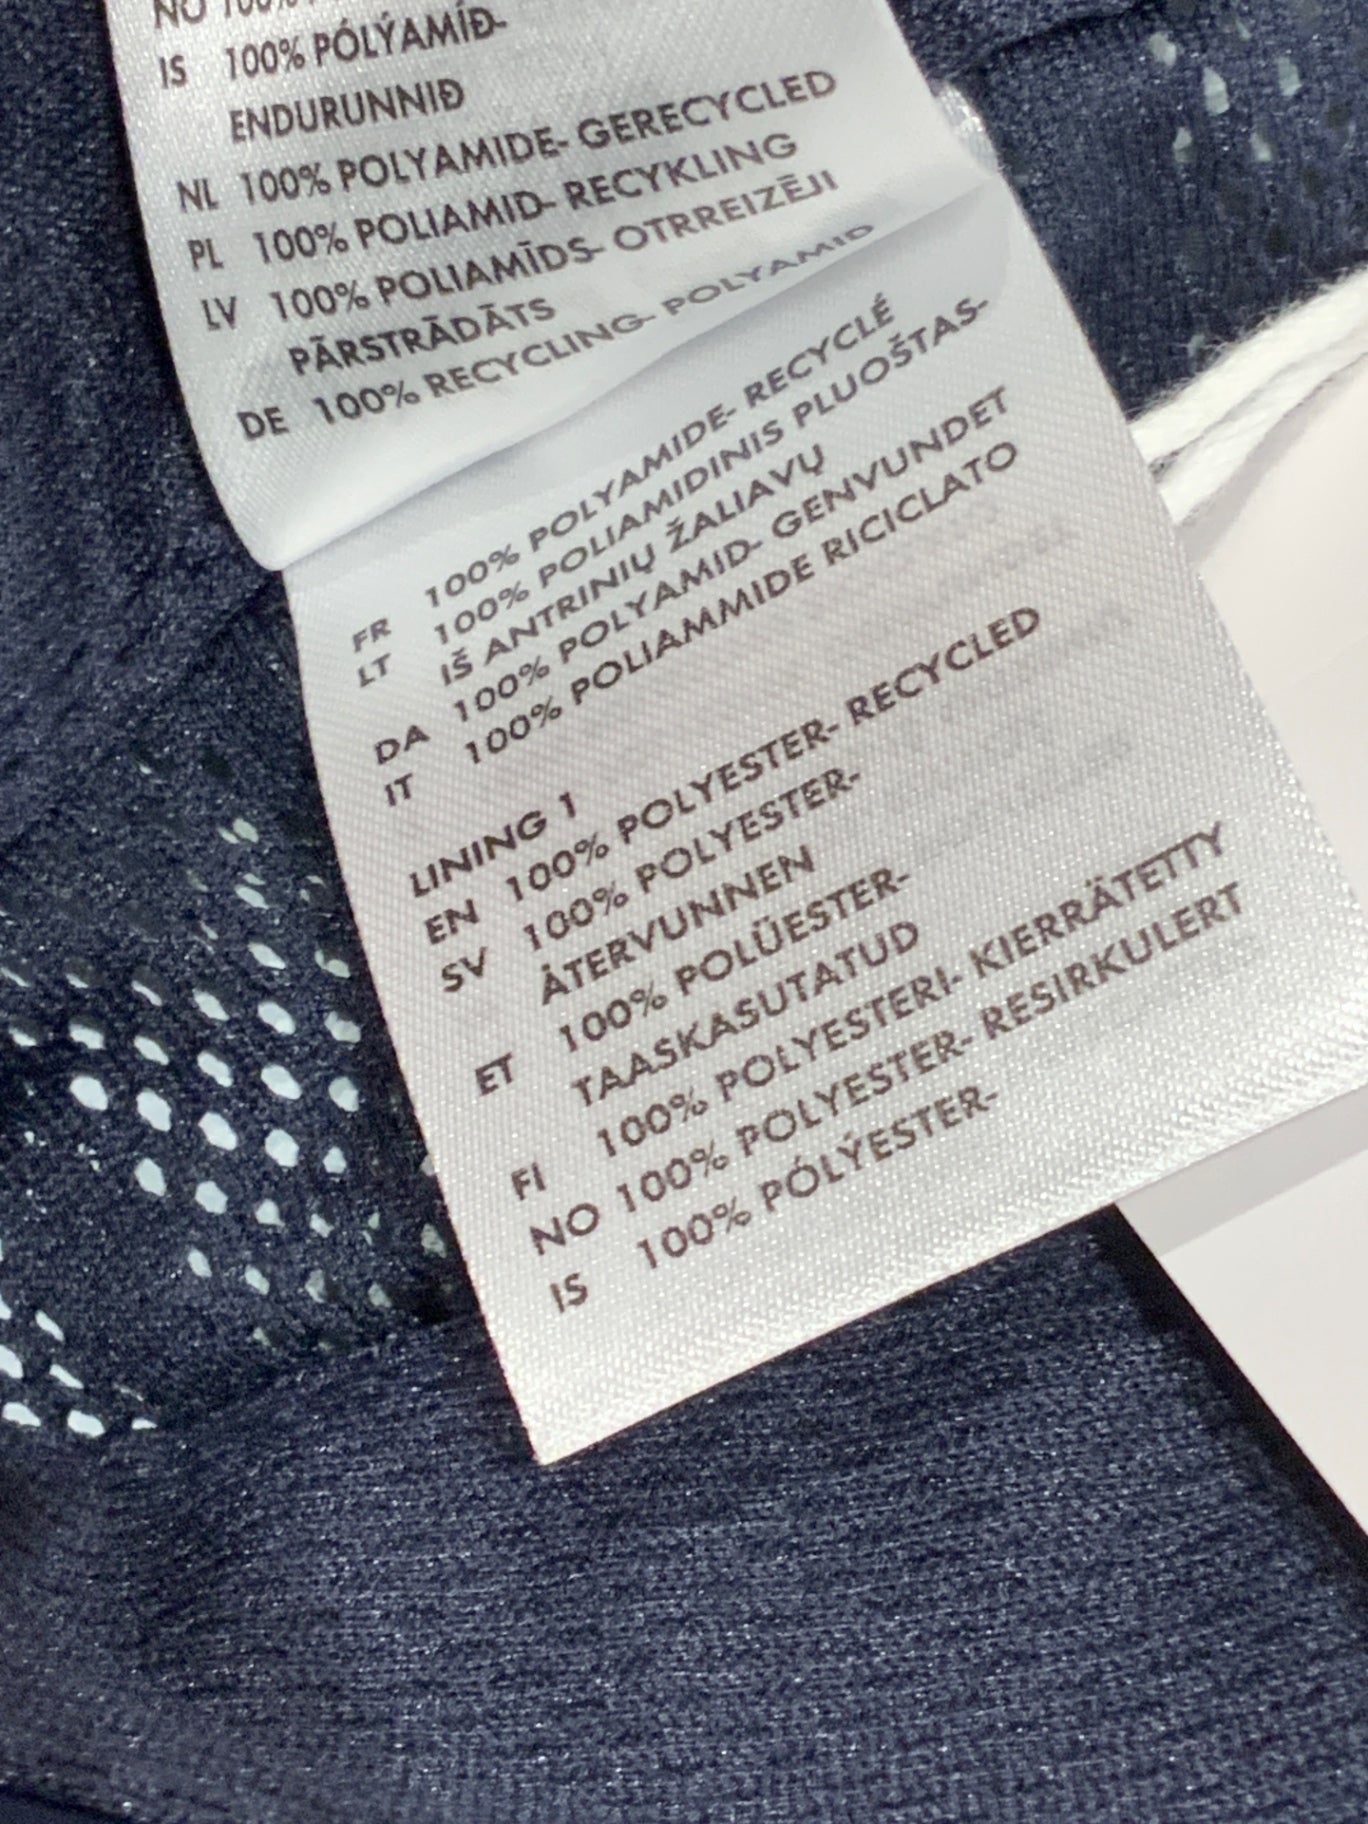 NO 100%
IS 100% PÓLÝAMÍÐ-
ENDURUNNIÐ
NL 100% POLYAMIDE- GERECYCLED
PL 100% POLIAMID- RECYKLING
LV 100% POLIAMĪDS- OTRREIZĒJI
PĀRSTRĀDĀTS
DE 100% RECYCLING- POLYAMID
FR 100% POLYAMIDE- RECYCLÉ
LT 100% POLIAMIDINIS PLUOŠTAS-
IŠ ANTRINIŲ ŽALIAVŲ
DA 100% POLYAMID- GENVUNDET
IT 100% POLIAMMIDE RICICLATO
LINING 1
EN 100% POLYESTER- RECYCLED
SV 100% POLYESTER-
ÅTERVUNNEN
ET 100% POLÜESTER-
TAASKASUTATUD
FI 100% POLYESTERI- KIERRÄTETTY
NO 100% POLYESTER- RESIRKULERT
IS 100% PÓLÝESTER-